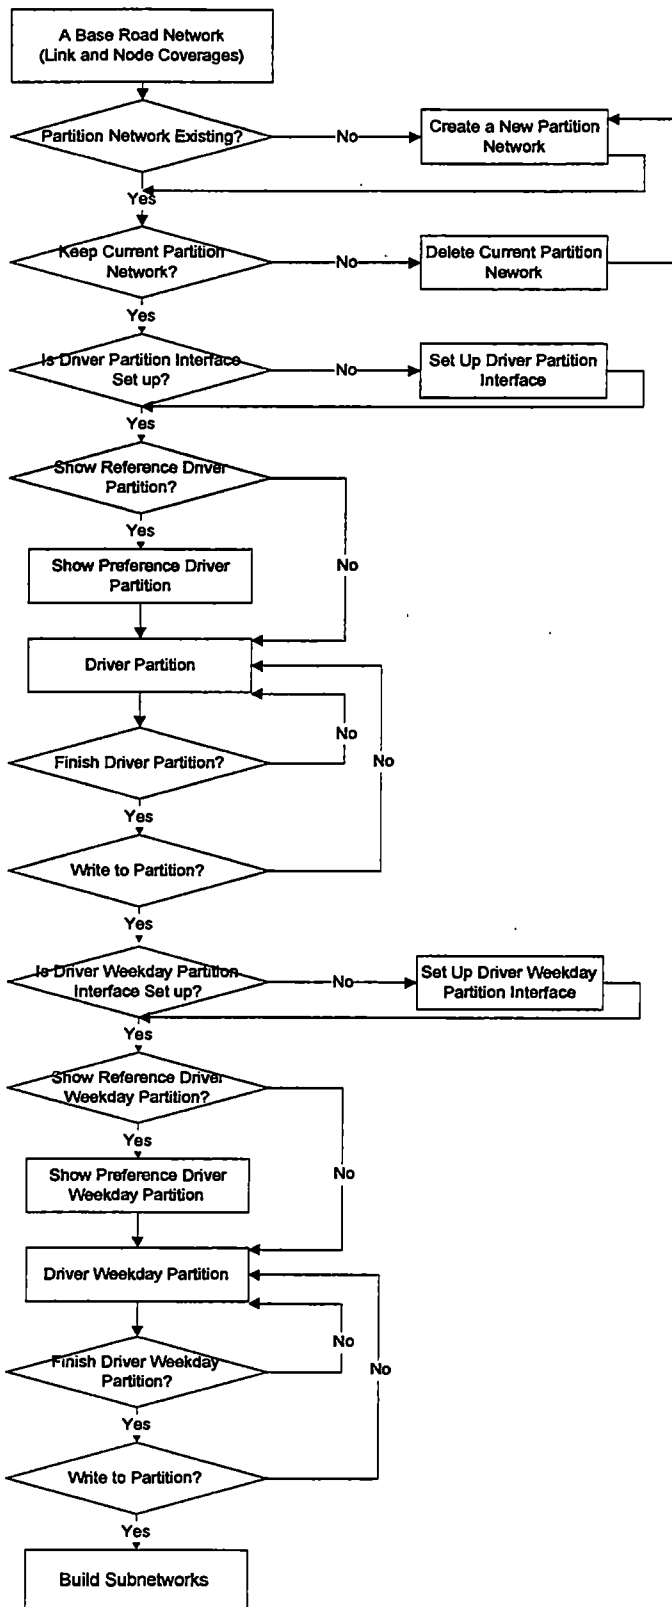 A Base Road Network
(Link and Node Coverages)
Partition Network Existing?
No
Create a New Partition
Network
Yes
Keep Current Partition
Network?
No
Delete Current Partition
Nework
Yes
Is Driver Partition Interface
Set up?
No
Set Up Driver Partition
Interface
Yes
Show Reference Driver
Partition?
Yes
No
Show Preference Driver
Partition
Driver Partition
No
Finish Driver Partition?
No
Yes
Write to Partition?
Yes
Is Driver Weekday Partition
Interface Set up?
No
Set Up Driver Weekday
Partition Interface
Yes
Show Reference Driver
Weekday Partition?
Yes
No
Show Preference Driver
Weekday Partition
Driver Weekday Partition
No
Finish Driver Weekday
Partition?
No
Yes
Write to Partition?
Yes
Build Subnetworks